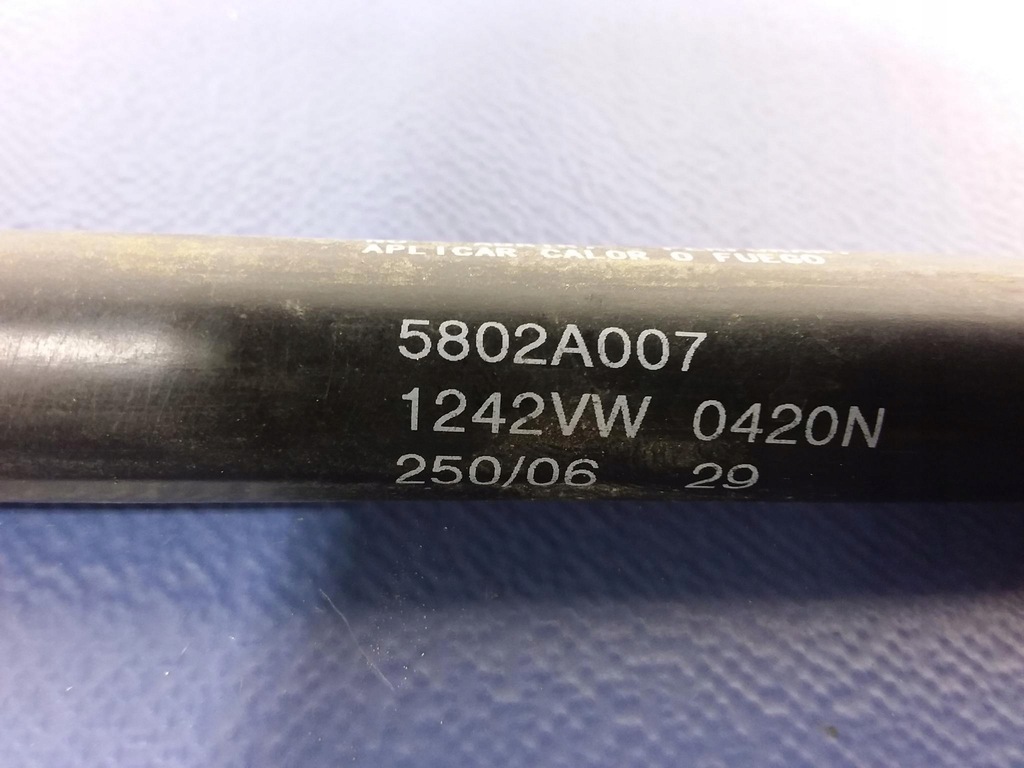 APLICAR CALOR O FUEGO
5802A007
1242VW 0420N
250/06 29